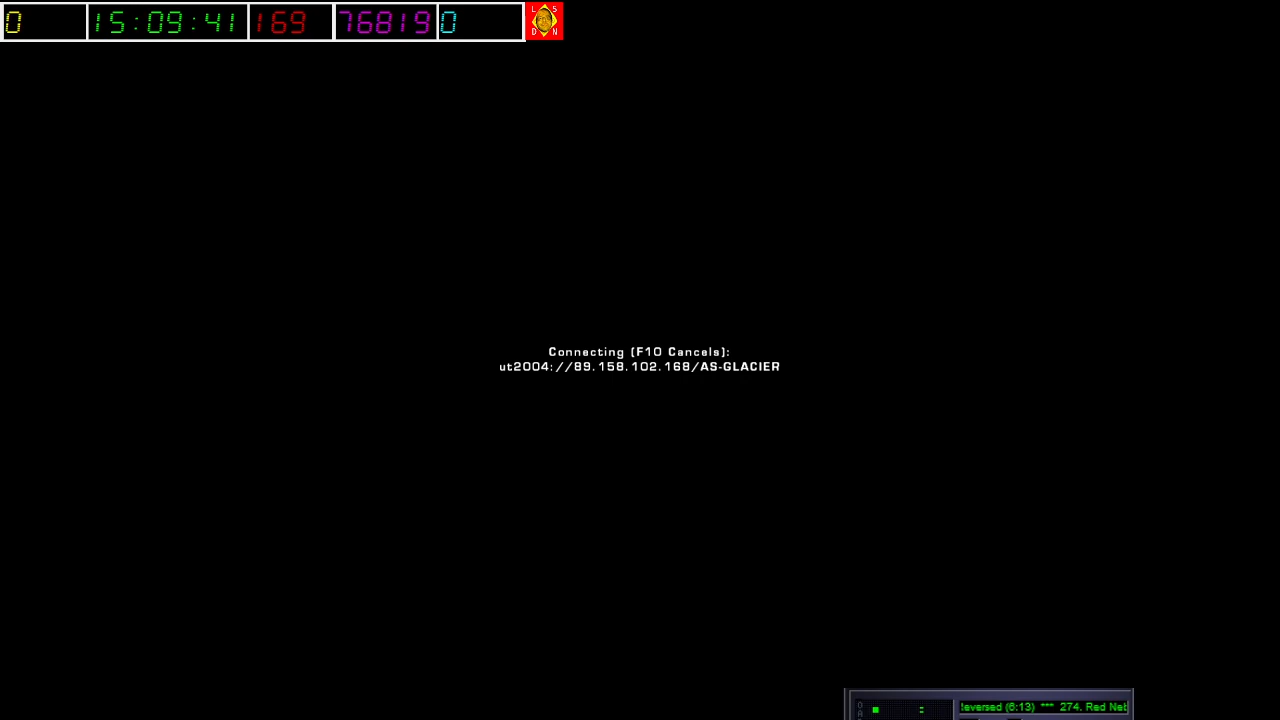 0 15:09:41 169 76819 0
L S
D N
Connecting (F10 Cancels):
ut2004://89.158.102.168/AS-GLACIER
eversed (6:13) *** 274. Red Net